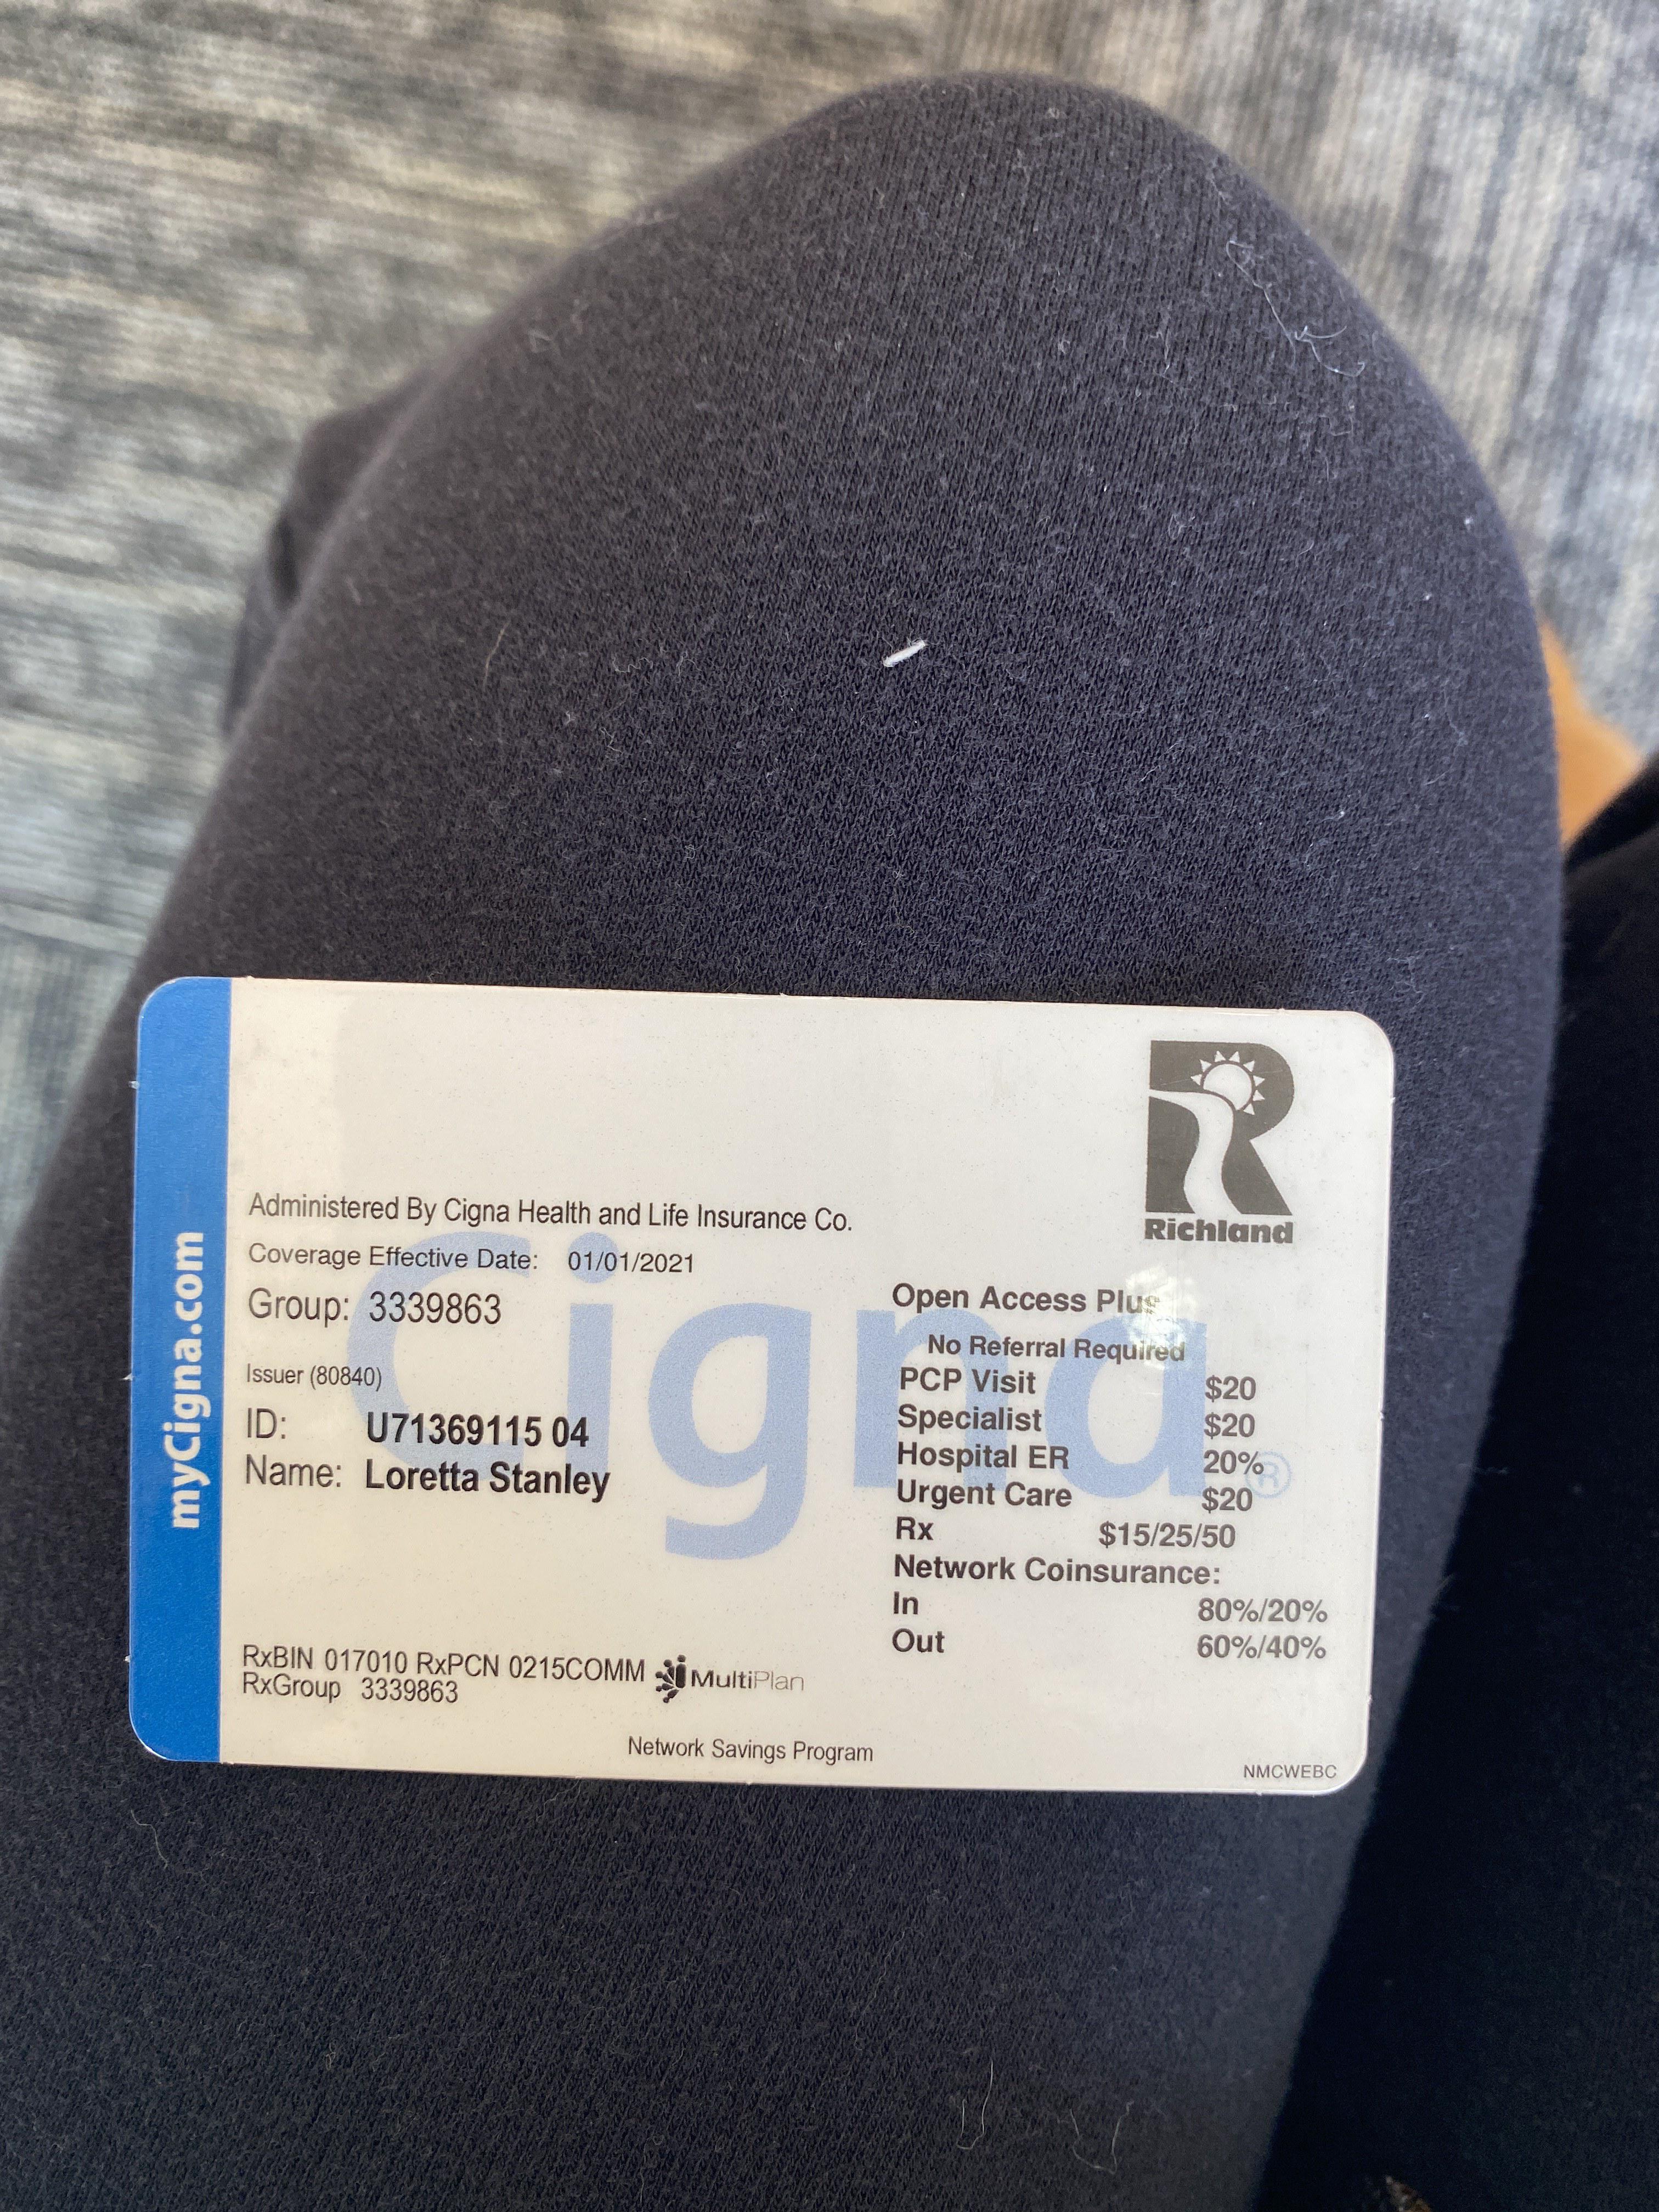 myCigna.com
Richland
Administered By Cigna Health and Life Insurance Co.
Coverage Effective Date: 01/01/2021
Group: 3339863
Issuer (80840)
ID: U71369115 04
Name: Loretta Stanley
Cigna®
Open Access Plus
No Referral Required
PCP Visit $20
Specialist $20
Hospital ER 20%
Urgent Care $20
Rx $15/25/50
Network Coinsurance:
In 80%/20%
Out 60%/40%
RxBIN 017010 RxPCN 0215COMM MultiPlan
RxGroup 3339863
Network Savings Program
NMCWEBC